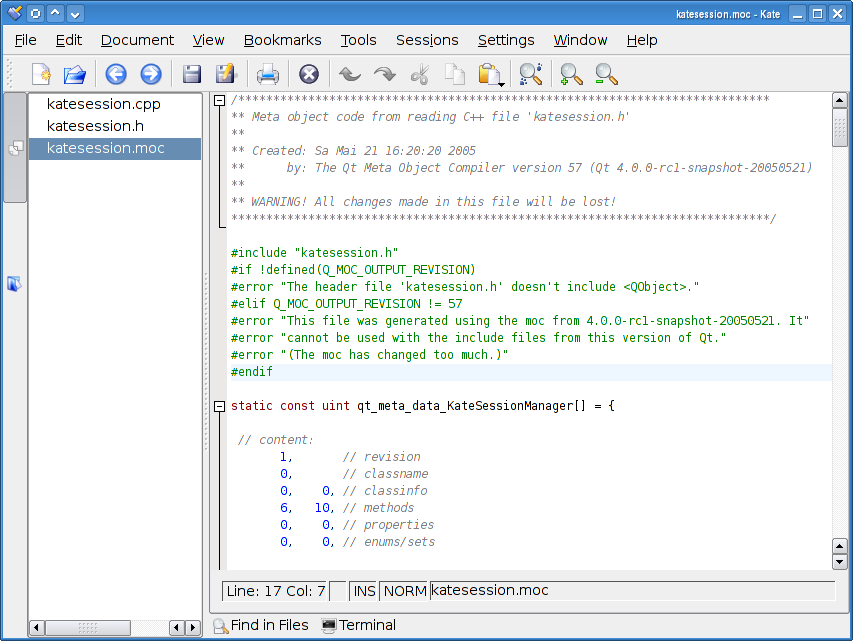 katesession.moc - Kate
File Edit Document View Bookmarks Tools Sessions Settings Window Help
katesession.cpp
katesession.h
katesession.moc
/****************************************************************************
** Meta object code from reading C++ file 'katesession.h'
**
** Created: Sa Mai 21 16:20:20 2005
**      by: The Qt Meta Object Compiler version 57 (Qt 4.0.0-rc1-snapshot-20050521)
**
** WARNING! All changes made in this file will be lost!
*****************************************************************************/
#include "katesession.h"
#if !defined(Q_MOC_OUTPUT_REVISION)
#error "The header file 'katesession.h' doesn't include <QObject>."
#elif Q_MOC_OUTPUT_REVISION != 57
#error "This file was generated using the moc from 4.0.0-rc1-snapshot-20050521. It"
#error "cannot be used with the include files from this version of Qt."
#error "(The moc has changed too much.)"
#endif
static const uint qt_meta_data_KateSessionManager[] = {
 // content:
       1,       // revision
       0,       // classname
       0,    0, // classinfo
       6,   10, // methods
       0,    0, // properties
       0,    0, // enums/sets
Line: 17 Col: 7 INS NORM katesession.moc
Find in Files Terminal